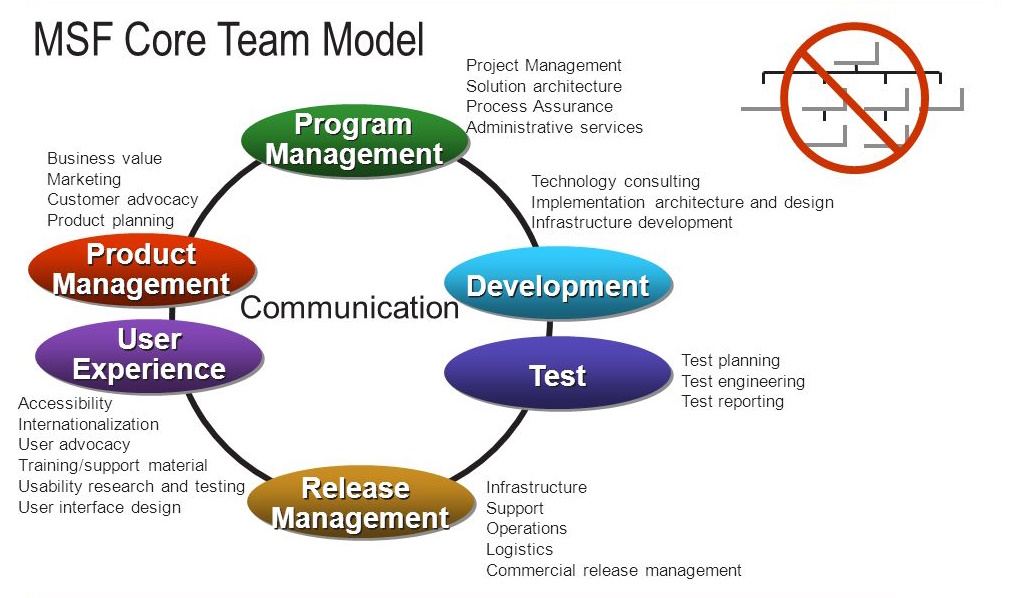 MSF Core Team Model
Project Management
Solution architecture
Process Assurance
Administrative services
Program
Management
Business value
Marketing
Customer advocacy
Product planning
Technology consulting
Implementation architecture and design
Infrastructure development
Product
Management
Development
Communication
User
Experience
Test
Test planning
Test engineering
Test reporting
Accessibility
Internationalization
User advocacy
Training/support material
Usability research and testing
User interface design
Release
Management
Infrastructure
Support
Operations
Logistics
Commercial release management